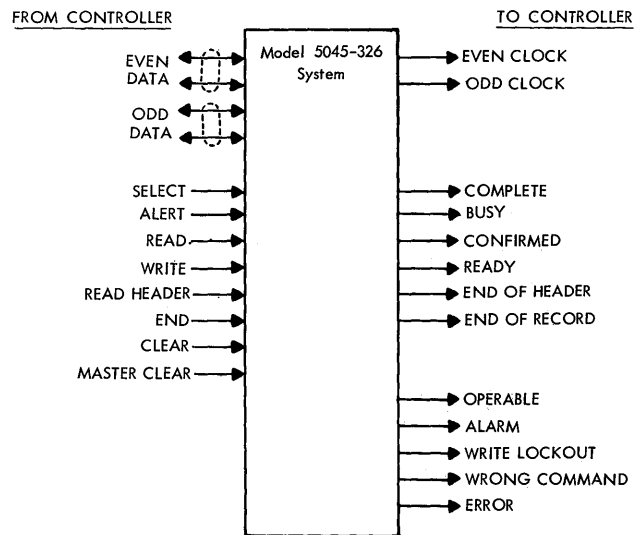 FROM CONTROLLER
TO CONTROLLER
Model 5045-326
System
EVEN
DATA
ODD
DATA
SELECT
ALERT
READ
WRITE
READ HEADER
END
CLEAR
MASTER CLEAR
EVEN CLOCK
ODD CLOCK
COMPLETE
BUSY
CONFIRMED
READY
END OF HEADER
END OF RECORD
OPERABLE
ALARM
WRITE LOCKOUT
WRONG COMMAND
ERROR